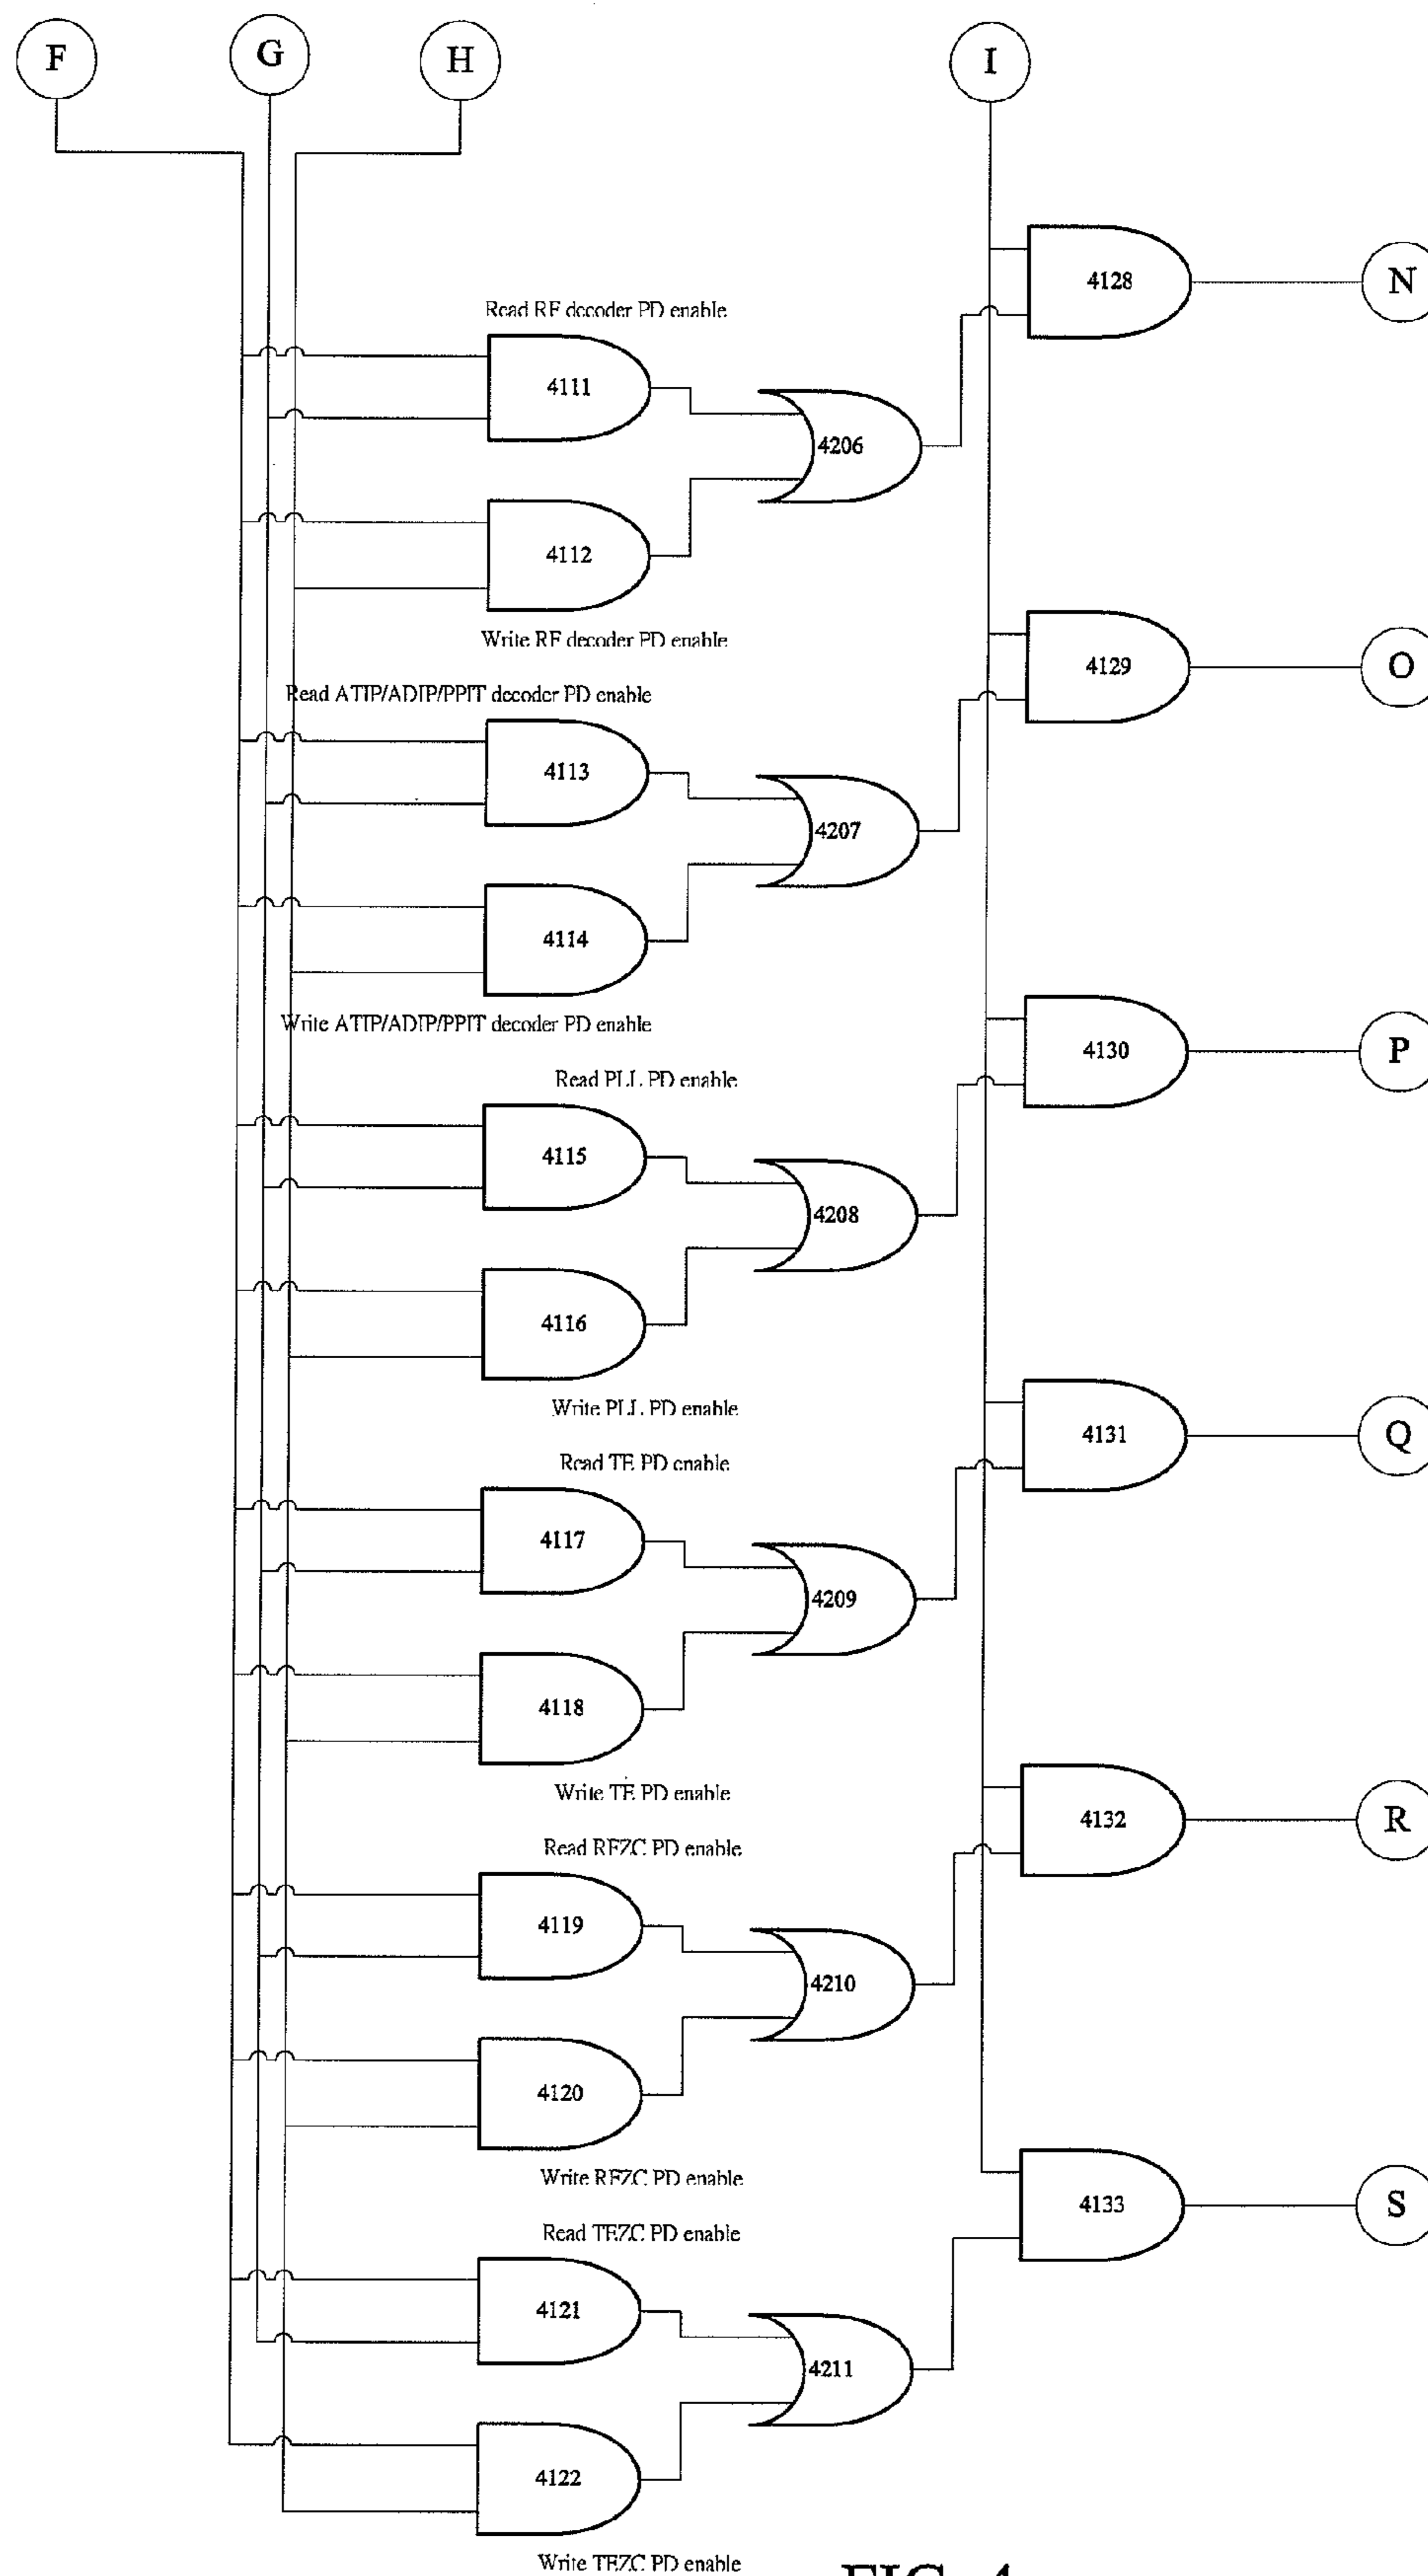 F
G
H
I
4128
N
Read RF decoder PD enable
4111
4206
4112
Write RF decoder PD enable
4129
O
Read ATIP/ADIP/PPIT decoder PD enable
4113
4207
4114
Write ATIP/ADIP/PPIT decoder PD enable
4130
P
Read PLL PD enable
4115
4208
4116
Write PLL PD enable
4131
Q
Read TE PD enable
4117
4209
4118
Write TE PD enable
4132
R
Read RFZC PD enable
4119
4210
4120
Write RFZC PD enable
4133
S
Read TEZC PD enable
4121
4211
4122
Write TEZC PD enable